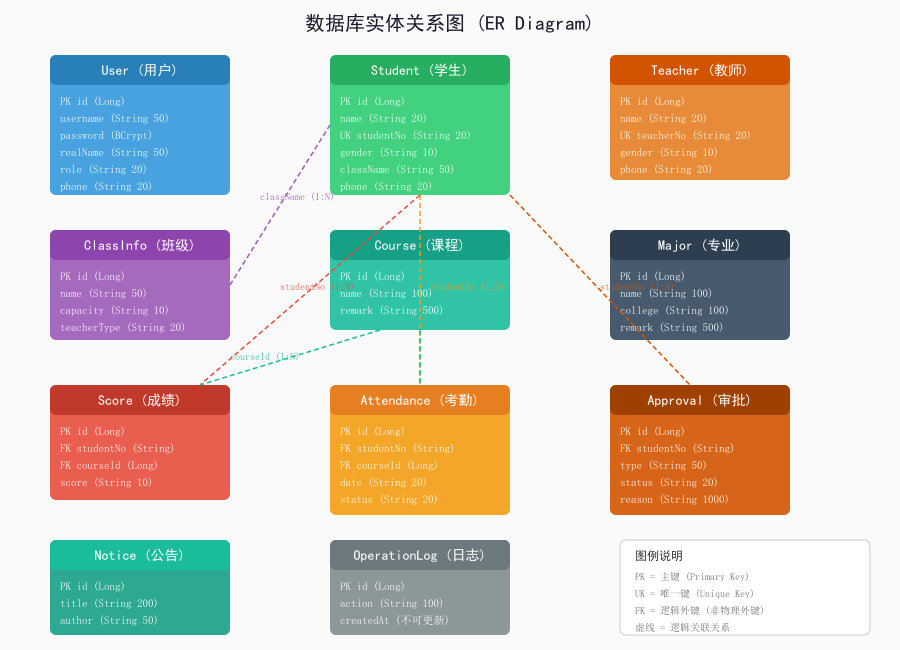 数据库实体关系图 (ER Diagram)
User (用户)
PK id (Long)
username (String 50)
password (BCrypt)
realName (String 50)
role (String 20)
phone (String 20)
Student (学生)
PK id (Long)
name (String 20)
UK studentNo (String 20)
gender (String 10)
className (String 50)
phone (String 20)
Teacher (教师)
PK id (Long)
name (String 20)
UK teacherNo (String 20)
gender (String 10)
phone (String 20)
className (1:N)
ClassInfo (班级)
PK id (Long)
name (String 50)
capacity (String 10)
teacherType (String 20)
Course (课程)
PK id (Long)
name (String 100)
remark (String 500)
Major (专业)
PK id (Long)
name (String 100)
college (String 100)
remark (String 500)
studentNo (1:N)
studentNo (1:N)
studentNo (1:N)
courseId (1:N)
Score (成绩)
PK id (Long)
FK studentNo (String)
FK courseId (Long)
score (String 10)
Attendance (考勤)
PK id (Long)
FK studentNo (String)
FK courseId (Long)
date (String 20)
status (String 20)
Approval (审批)
PK id (Long)
FK studentNo (String)
type (String 50)
status (String 20)
reason (String 1000)
Notice (公告)
PK id (Long)
title (String 200)
author (String 50)
OperationLog (日志)
PK id (Long)
action (String 100)
createdAt (不可更新)
图例说明
PK = 主键 (Primary Key)
UK = 唯一键 (Unique Key)
FK = 逻辑外键 (非物理外键)
虚线 = 逻辑关联关系